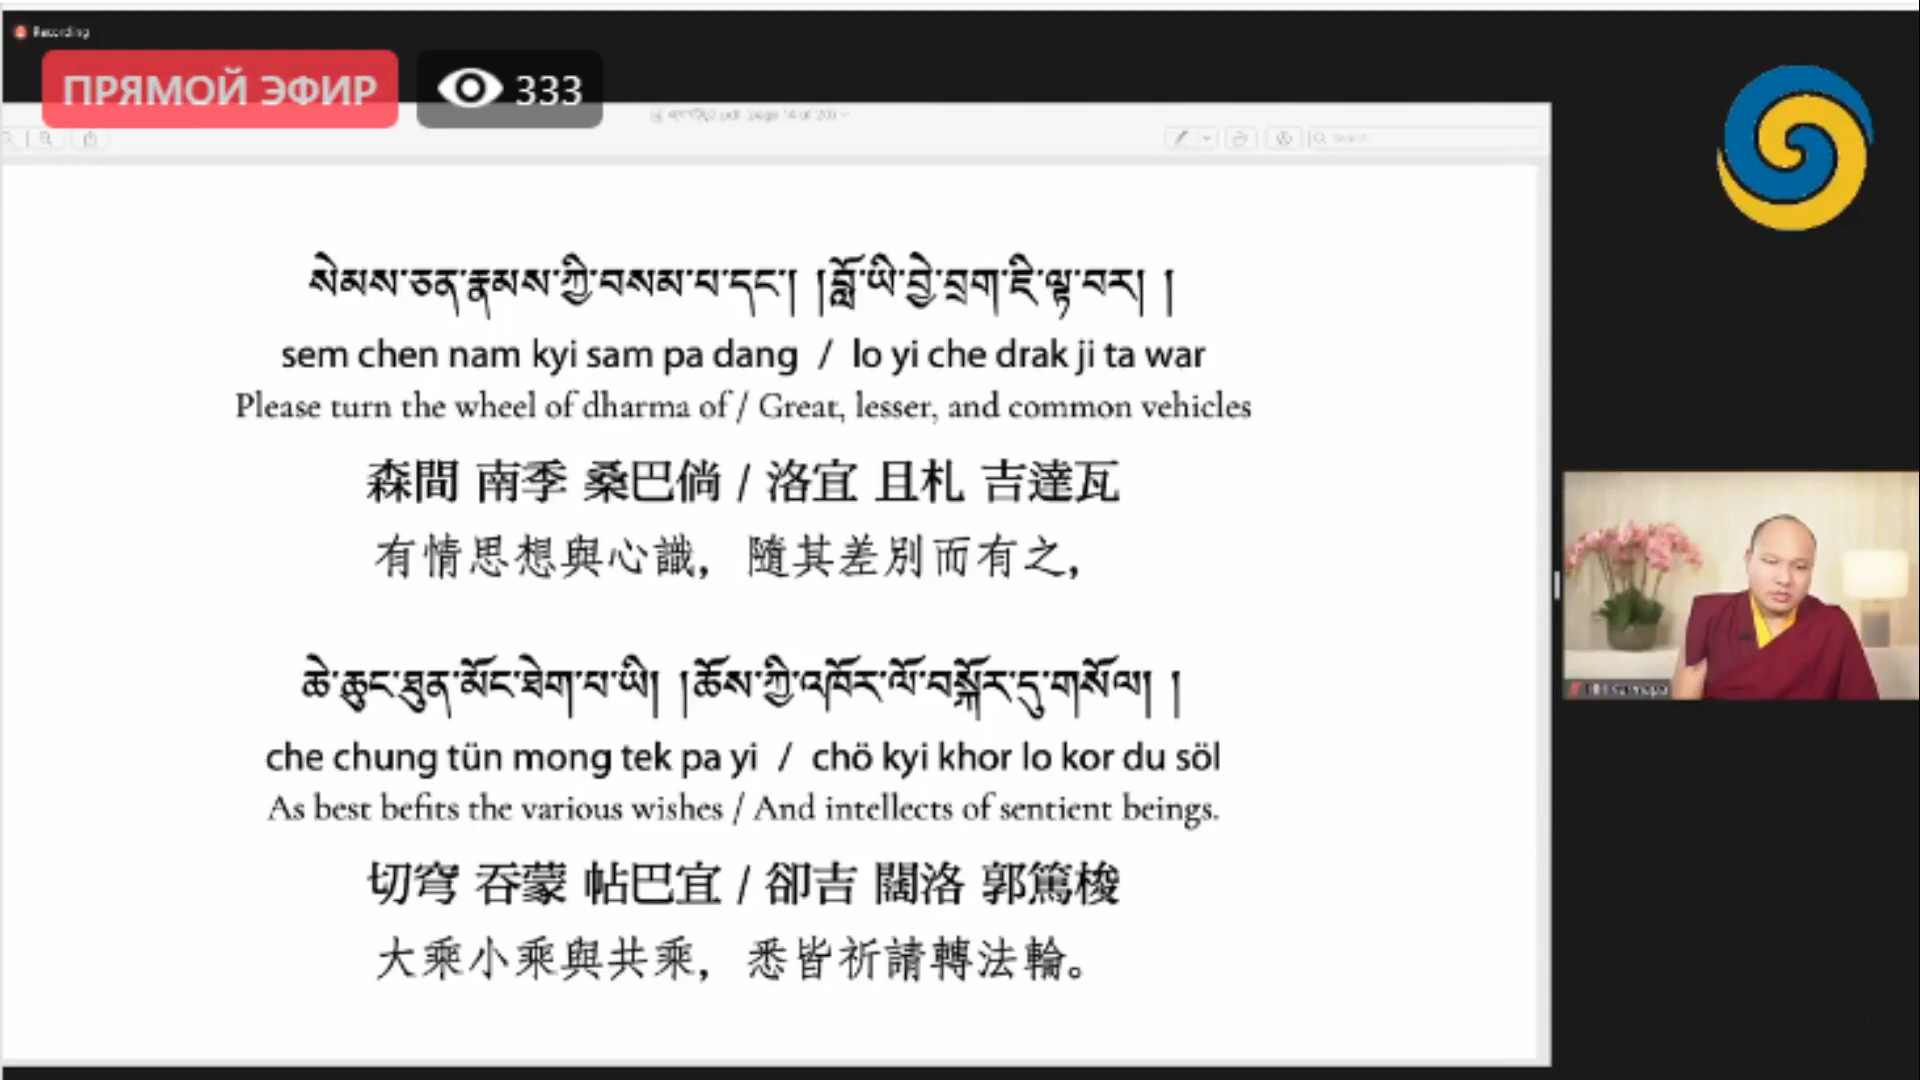 Recording
ПРЯМОЙ ЭФИР
333
page 14 of 20
Search
སེམས་ཅན་རྣམས་ཀྱི་བསམ་པ་དང་། །བློ་ཡི་བྱེ་བྲག་ཇི་ལྟ་བར། །
sem chen nam kyi sam pa dang / lo yi che drak ji ta war
Please turn the wheel of dharma of / Great, lesser, and common vehicles
森間 南季 桑巴倘 / 洛宜 且札 吉達瓦
有情思想與心識，隨其差別而有之，
ཆེ་ཆུང་ཐུན་མོང་ཐེག་པ་ཡི། །ཆོས་ཀྱི་འཁོར་ལོ་བསྐོར་དུ་གསོལ། །
che chung tün mong tek pa yi / chö kyi khor lo kor du söl
As best befits the various wishes / And intellects of sentient beings.
切穹 吞蒙 帖巴宜 / 卻吉 闊洛 郭篤梭
大乘小乘與共乘，悉皆祈請轉法輪。